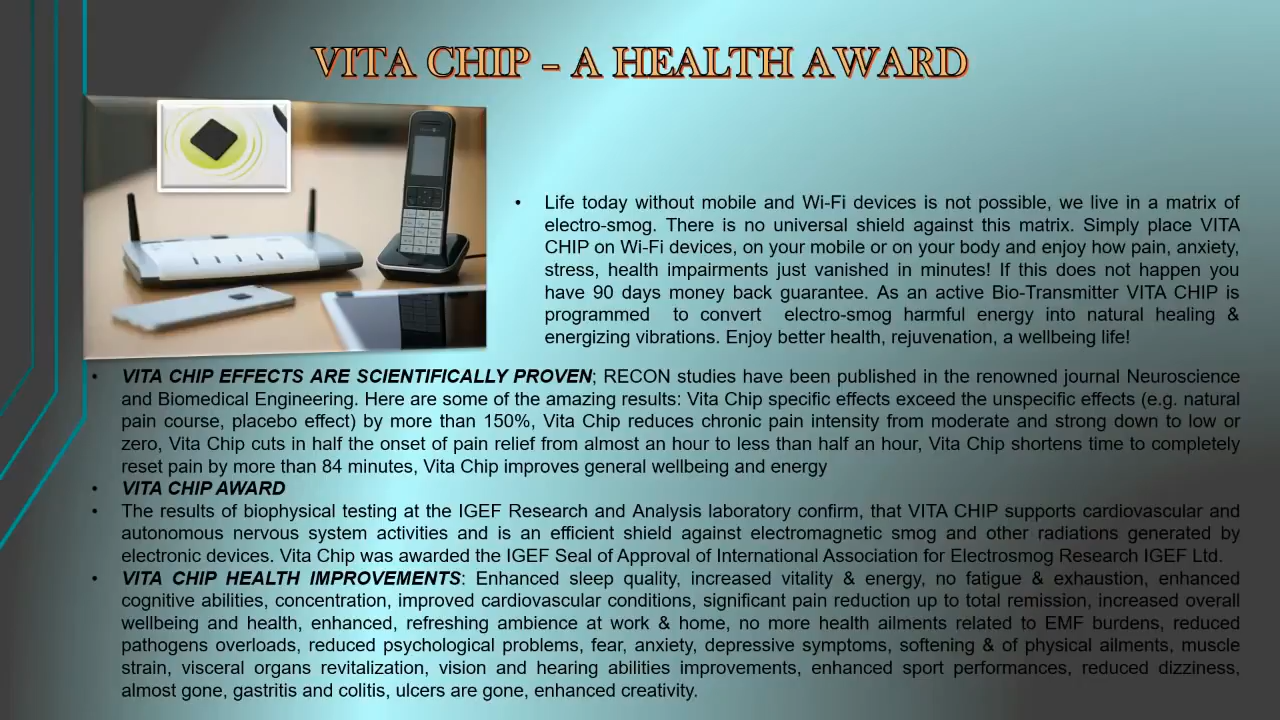 VITA CHIP – A HEALTH AWARD
• Life today without mobile and Wi-Fi devices is not possible, we live in a matrix of
electro-smog. There is no universal shield against this matrix. Simply place VITA
CHIP on Wi-Fi devices, on your mobile or on your body and enjoy how pain, anxiety,
stress, health impairments just vanished in minutes! If this does not happen you
have 90 days money back guarantee. As an active Bio-Transmitter VITA CHIP is
programmed to convert electro-smog harmful energy into natural healing &
energizing vibrations. Enjoy better health, rejuvenation, a wellbeing life!
• VITA CHIP EFFECTS ARE SCIENTIFICALLY PROVEN; RECON studies have been published in the renowned journal Neuroscience
and Biomedical Engineering. Here are some of the amazing results: Vita Chip specific effects exceed the unspecific effects (e.g. natural
pain course, placebo effect) by more than 150%, Vita Chip reduces chronic pain intensity from moderate and strong down to low or
zero, Vita Chip cuts in half the onset of pain relief from almost an hour to less than half an hour, Vita Chip shortens time to completely
reset pain by more than 84 minutes, Vita Chip improves general wellbeing and energy
• VITA CHIP AWARD
• The results of biophysical testing at the IGEF Research and Analysis laboratory confirm, that VITA CHIP supports cardiovascular and
autonomous nervous system activities and is an efficient shield against electromagnetic smog and other radiations generated by
electronic devices. Vita Chip was awarded the IGEF Seal of Approval of International Association for Electrosmog Research IGEF Ltd.
• VITA CHIP HEALTH IMPROVEMENTS: Enhanced sleep quality, increased vitality & energy, no fatigue & exhaustion, enhanced
cognitive abilities, concentration, improved cardiovascular conditions, significant pain reduction up to total remission, increased overall
wellbeing and health, enhanced, refreshing ambience at work & home, no more health ailments related to EMF burdens, reduced
pathogens overloads, reduced psychological problems, fear, anxiety, depressive symptoms, softening & of physical ailments, muscle
strain, visceral organs revitalization, vision and hearing abilities improvements, enhanced sport performances, reduced dizziness,
almost gone, gastritis and colitis, ulcers are gone, enhanced creativity.